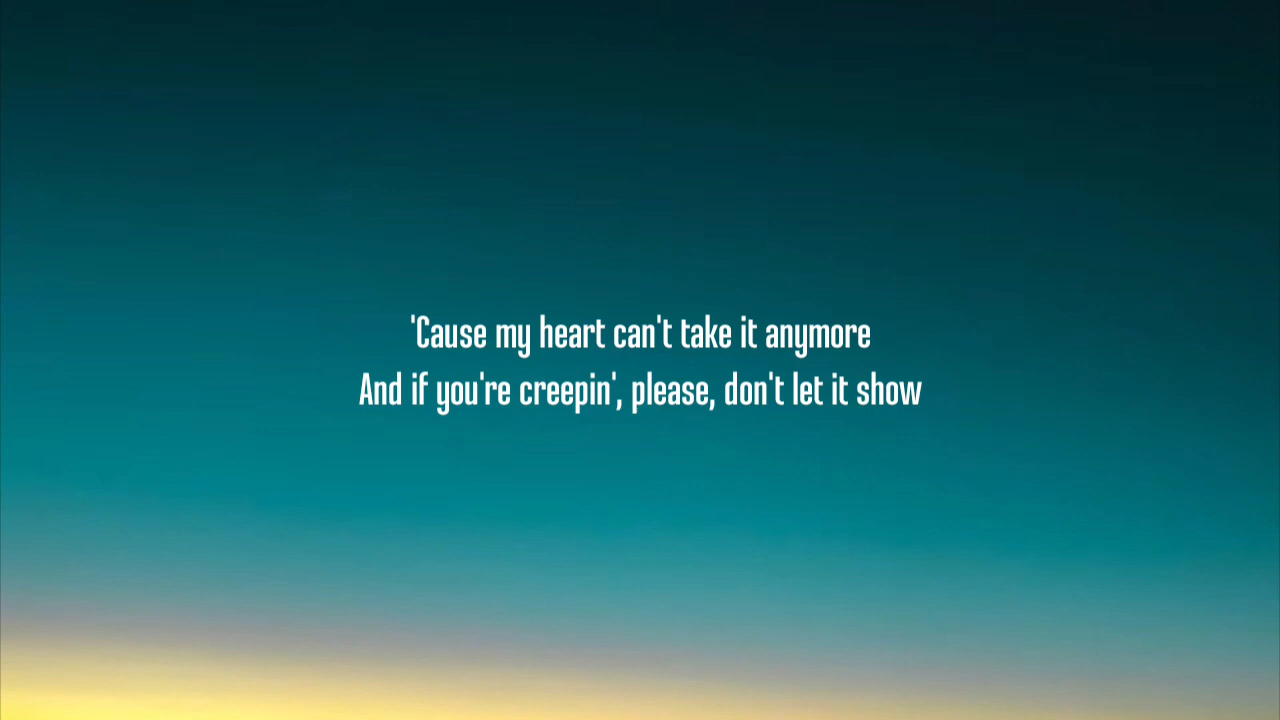 'Cause my heart can't take it anymore
And if you're creepin', please, don't let it show